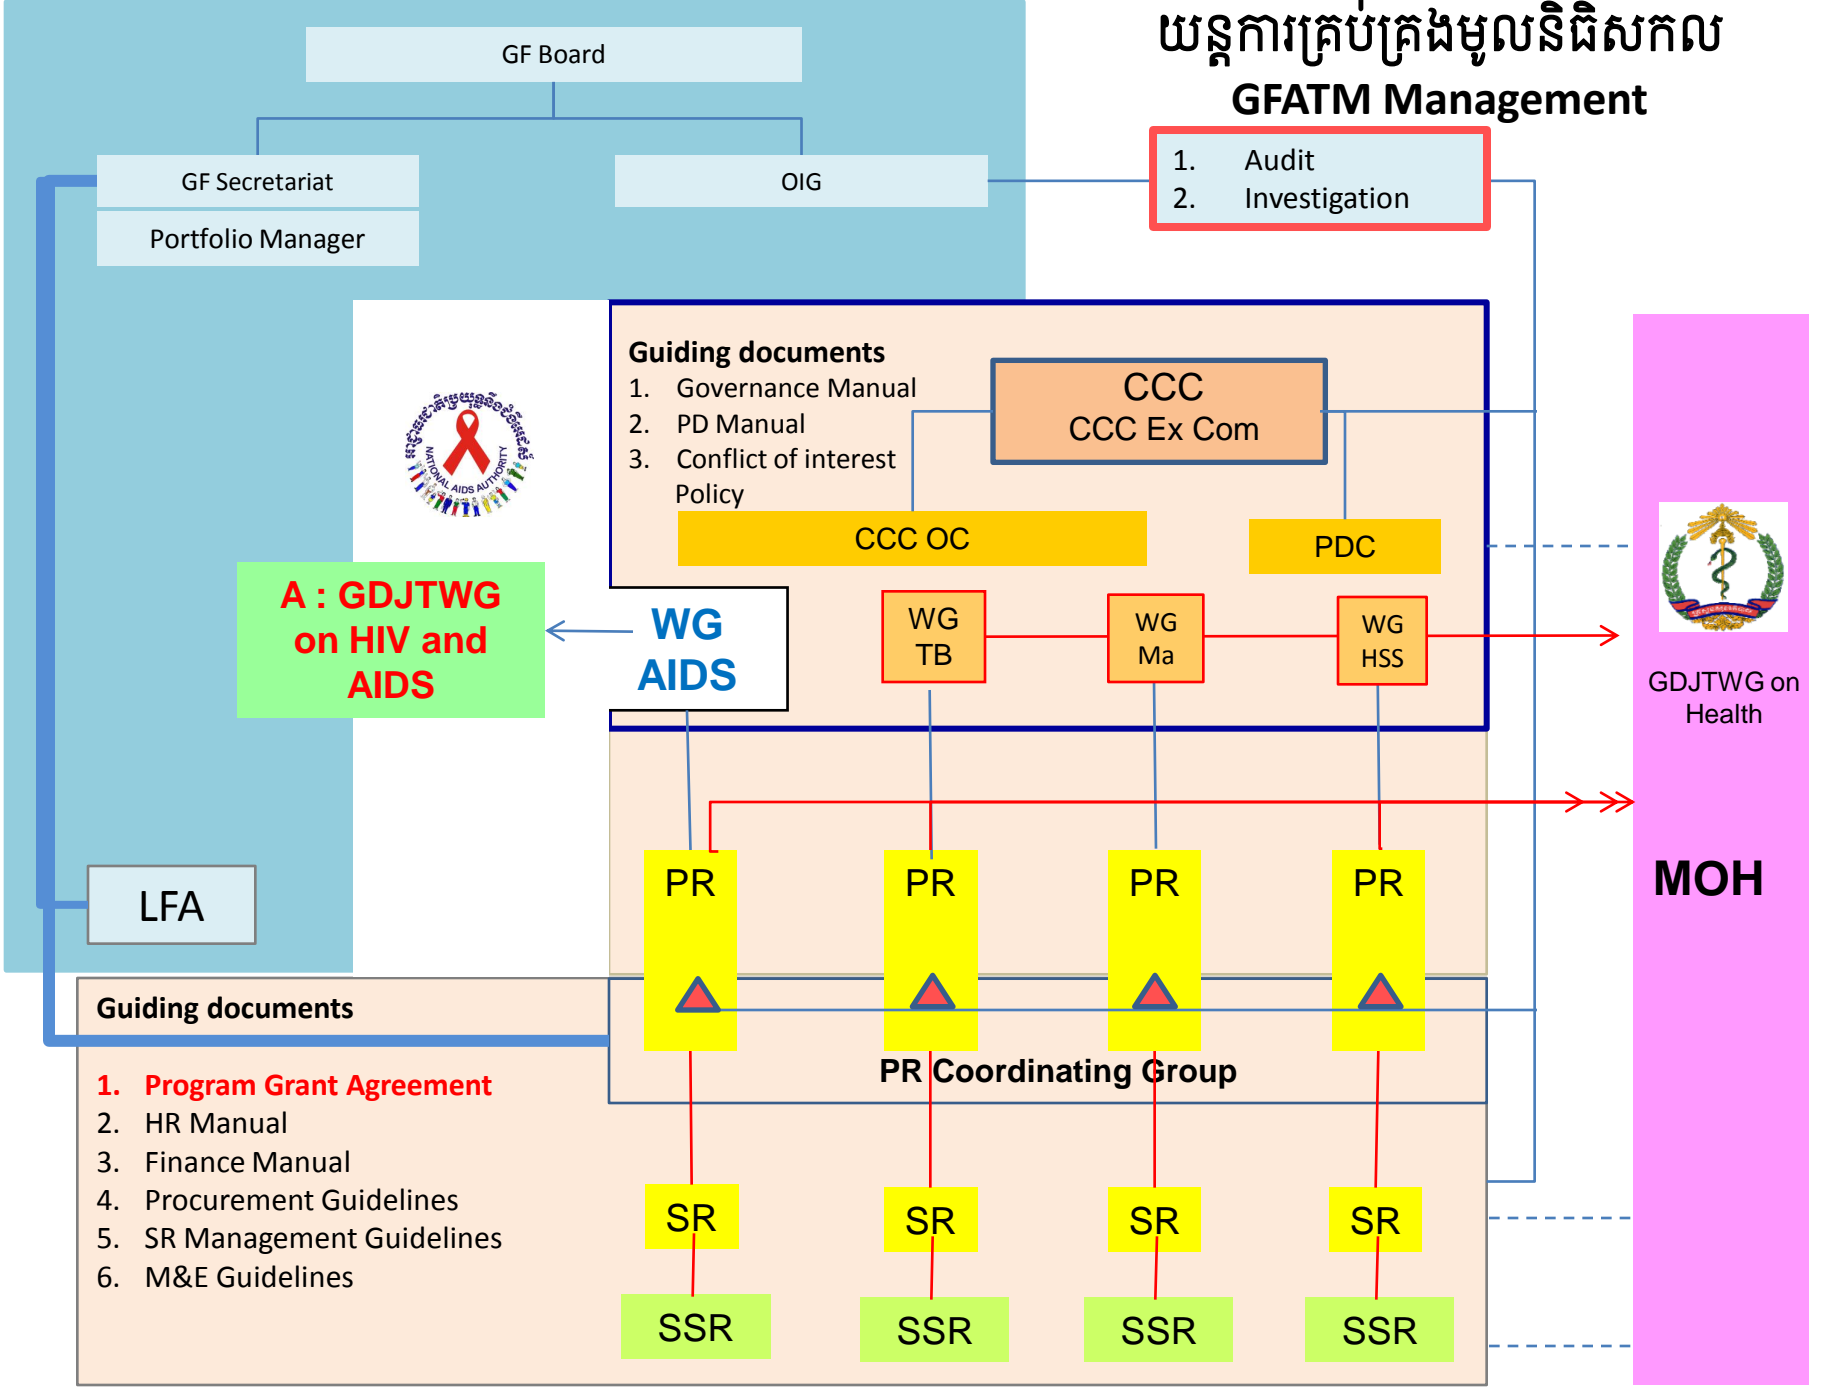 យន្តការគ្រប់គ្រងមូលនិធិសកល
GFATM Management
GF Board
GF Secretariat
Portfolio Manager
OIG
1. Audit
2. Investigation
Guiding documents
1. Governance Manual
2. PD Manual
3. Conflict of interest
Policy
CCC
CCC Ex Com
CCC OC
PDC
NATIONAL AIDS AUTHORITY
A : GDJTWG
on HIV and
AIDS
WG
AIDS
WG
TB
WG
Ma
WG
HSS
GDJTWG on
Health
MOH
LFA
PR
PR
PR
PR
PR Coordinating Group
Guiding documents
1. Program Grant Agreement
2. HR Manual
3. Finance Manual
4. Procurement Guidelines
5. SR Management Guidelines
6. M&E Guidelines
SR
SR
SR
SR
SSR
SSR
SSR
SSR